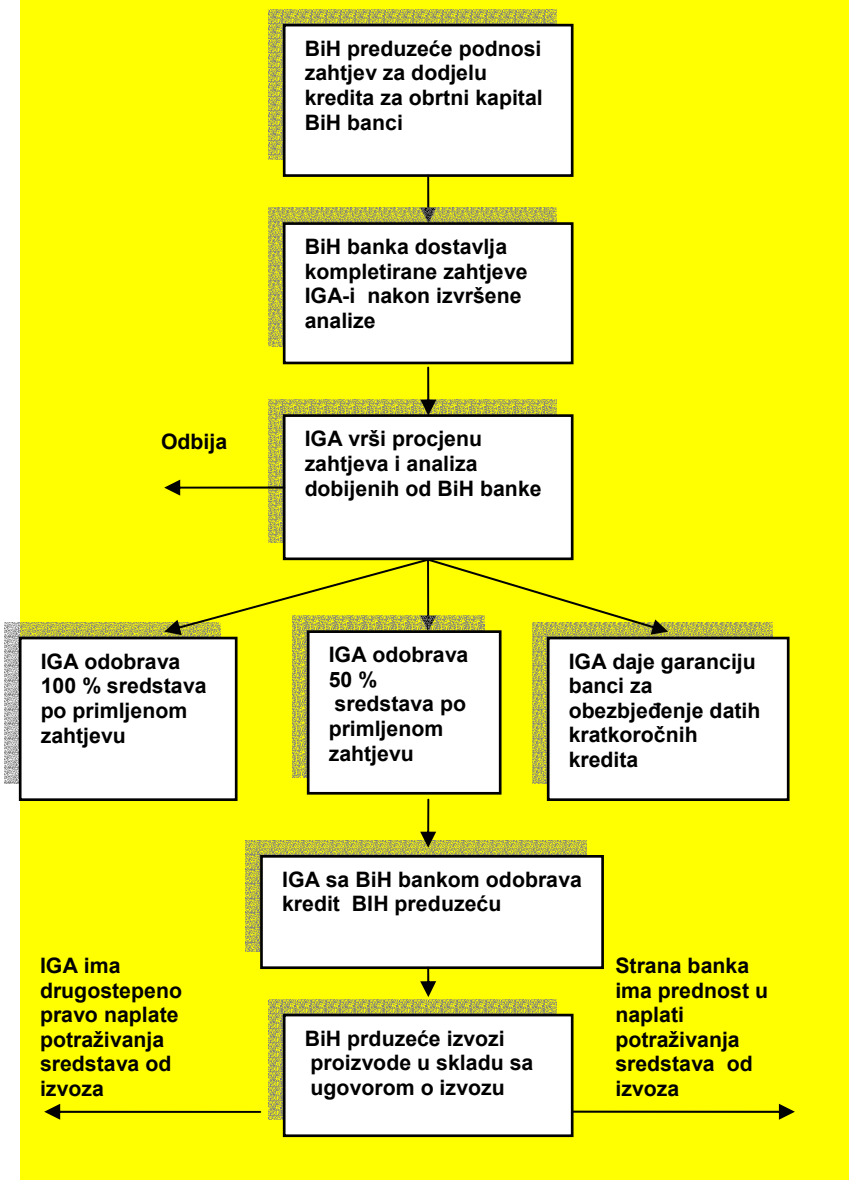 BiH preduzeće podnosi
zahtjev za dodjelu
kredita za obrtni kapital
BiH banci
BiH banka dostavlja
kompletirane zahtjeve
IGA-i nakon izvršene
analize
Odbija
IGA vrši procjenu
zahtjeva i analiza
dobijenih od BiH banke
IGA odobrava
100 % sredstava
po primljenom
zahtjevu
IGA odobrava
50 %
sredstava po
primljenom
zahtjevu
IGA daje garanciju
banci za
obezbjeđenje datih
kratkoročnih
kredita
IGA sa BiH bankom odobrava
kredit BIH preduzeću
IGA ima
drugostepeno
pravo naplate
potraživanja
sredstava od
izvoza
BiH prduzeće izvozi
proizvode u skladu sa
ugovorom o izvozu
Strana banka
ima prednost u
naplati
potraživanja
sredstava od
izvoza